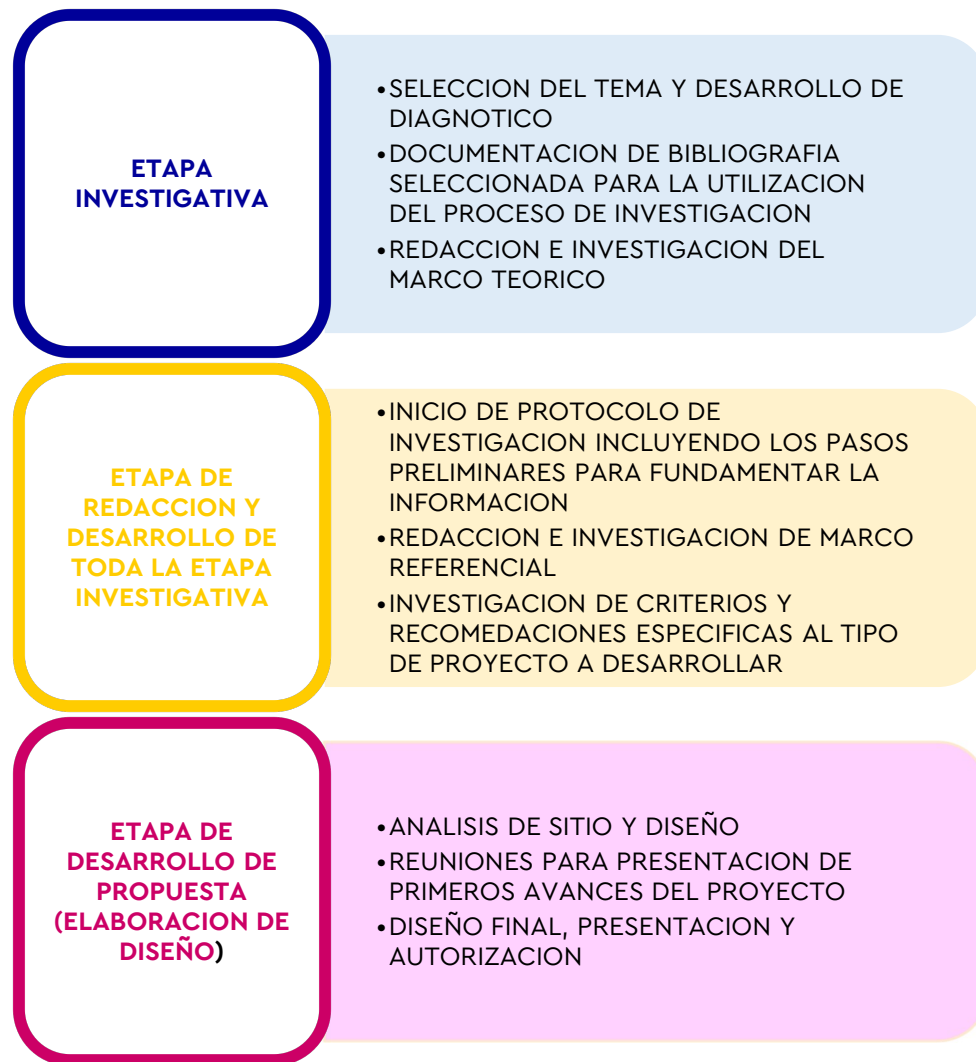 ETAPA
INVESTIGATIVA
•SELECCION DEL TEMA Y DESARROLLO DE
DIAGNOTICO
•DOCUMENTACION DE BIBLIOGRAFIA
SELECCIONADA PARA LA UTILIZACION
DEL PROCESO DE INVESTIGACION
•REDACCION E INVESTIGACION DEL
MARCO TEORICO
ETAPA DE
REDACCION Y
DESARROLLO DE
TODA LA ETAPA
INVESTIGATIVA
•INICIO DE PROTOCOLO DE
INVESTIGACION INCLUYENDO LOS PASOS
PRELIMINARES PARA FUNDAMENTAR LA
INFORMACION
•REDACCION E INVESTIGACION DE MARCO
REFERENCIAL
•INVESTIGACION DE CRITERIOS Y
RECOMEDACIONES ESPECIFICAS AL TIPO
DE PROYECTO A DESARROLLAR
ETAPA DE
DESARROLLO DE
PROPUESTA
(ELABORACION DE
DISEÑO)
•ANALISIS DE SITIO Y DISEÑO
•REUNIONES PARA PRESENTACION DE
PRIMEROS AVANCES DEL PROYECTO
•DISEÑO FINAL, PRESENTACION Y
AUTORIZACION